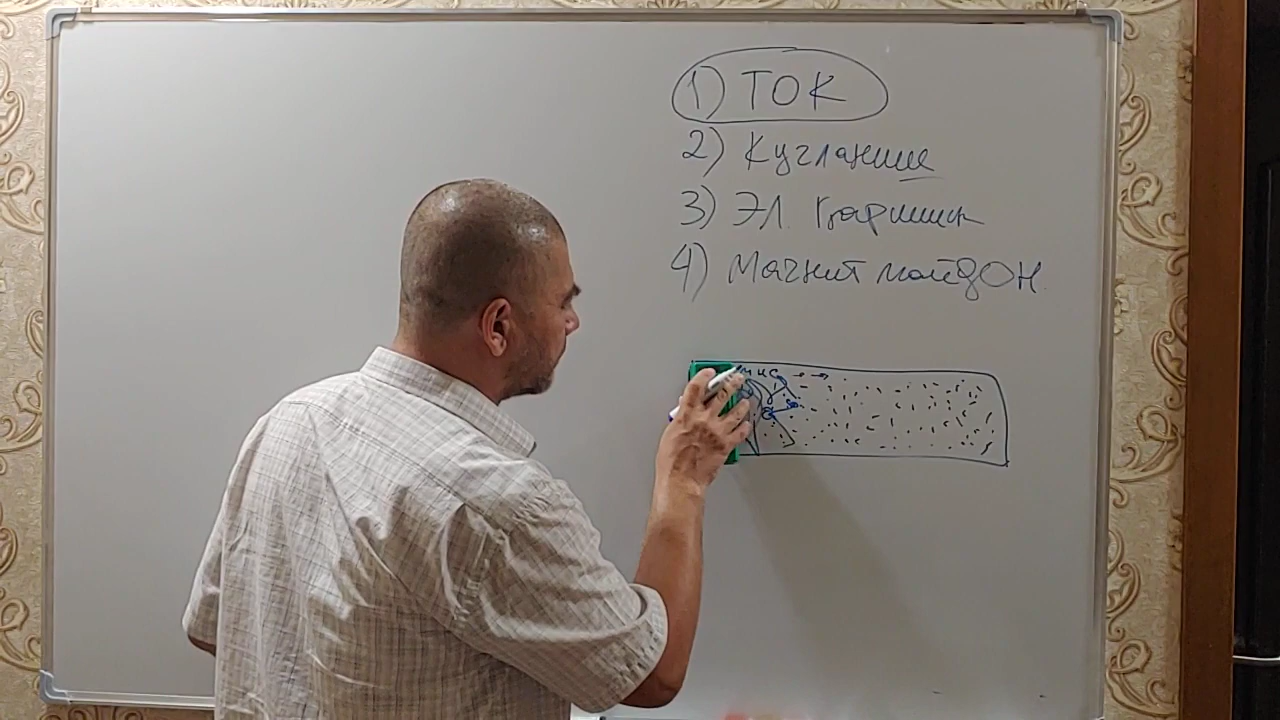 1) ТОК
2) Кучланиш
3) ЭЛ. қаршилик
4) Магнит майдОН